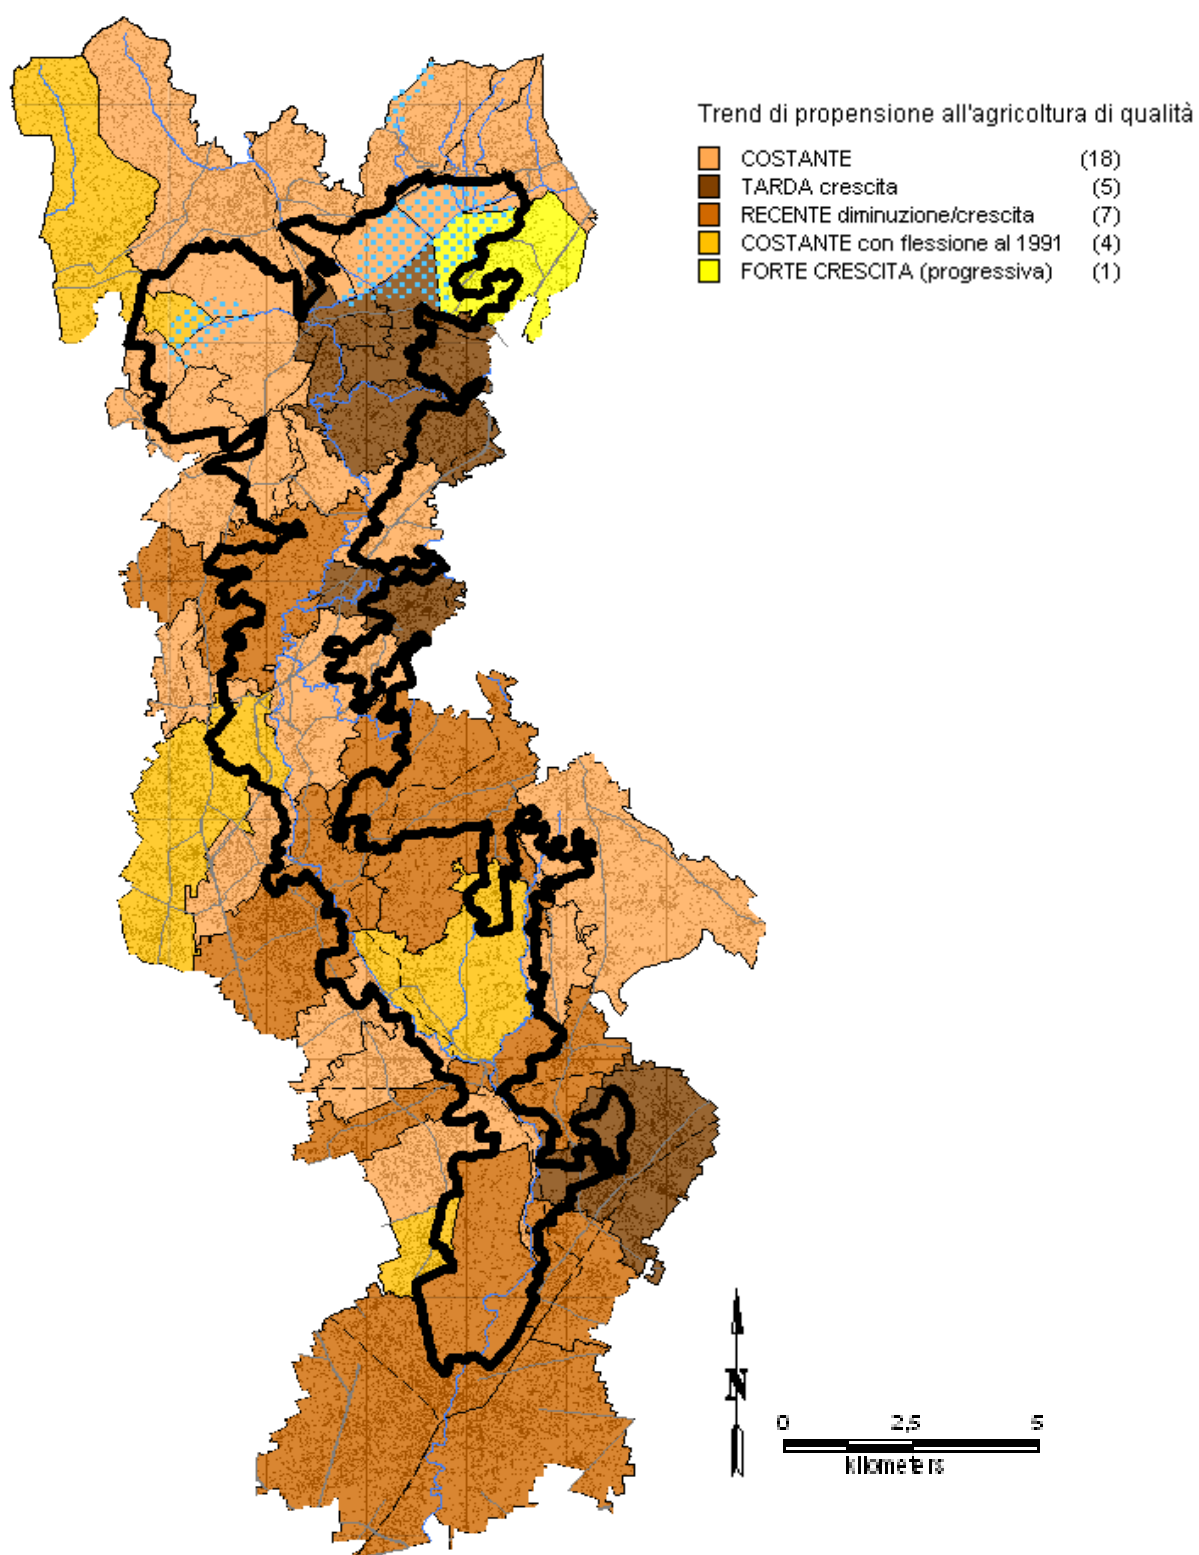 Trend di propensione all'agricoltura di qualità
COSTANTE (18)
TARDA crescita (5)
RECENTE diminuzione/crescita (7)
COSTANTE con flessione al 1991 (4)
FORTE CRESCITA (progressiva) (1)
N
0 2,5 5
kilometers